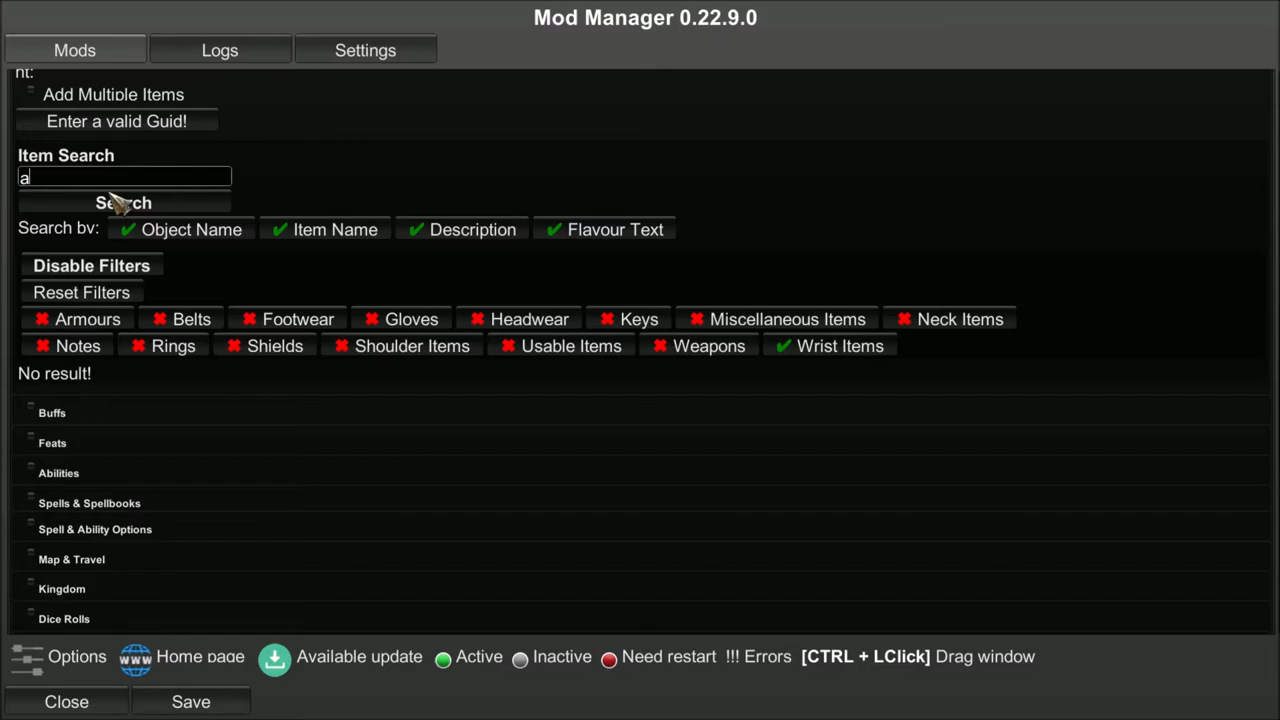 Mod Manager 0.22.9.0
Mods Logs Settings
nt:
Add Multiple Items
Enter a valid Guid!
Item Search
a
Search
Search by: ✔ Object Name ✔ Item Name ✔ Description ✔ Flavour Text
Disable Filters
Reset Filters
✖ Armours ✖ Belts ✖ Footwear ✖ Gloves ✖ Headwear ✖ Keys ✖ Miscellaneous Items ✖ Neck Items
✖ Notes ✖ Rings ✖ Shields ✖ Shoulder Items ✖ Usable Items ✖ Weapons ✔ Wrist Items
No result!
Buffs
Feats
Abilities
Spells & Spellbooks
Spell & Ability Options
Map & Travel
Kingdom
Dice Rolls
Options www Home page Available update Active Inactive Need restart !!! Errors [CTRL + LClick] Drag window
Close Save